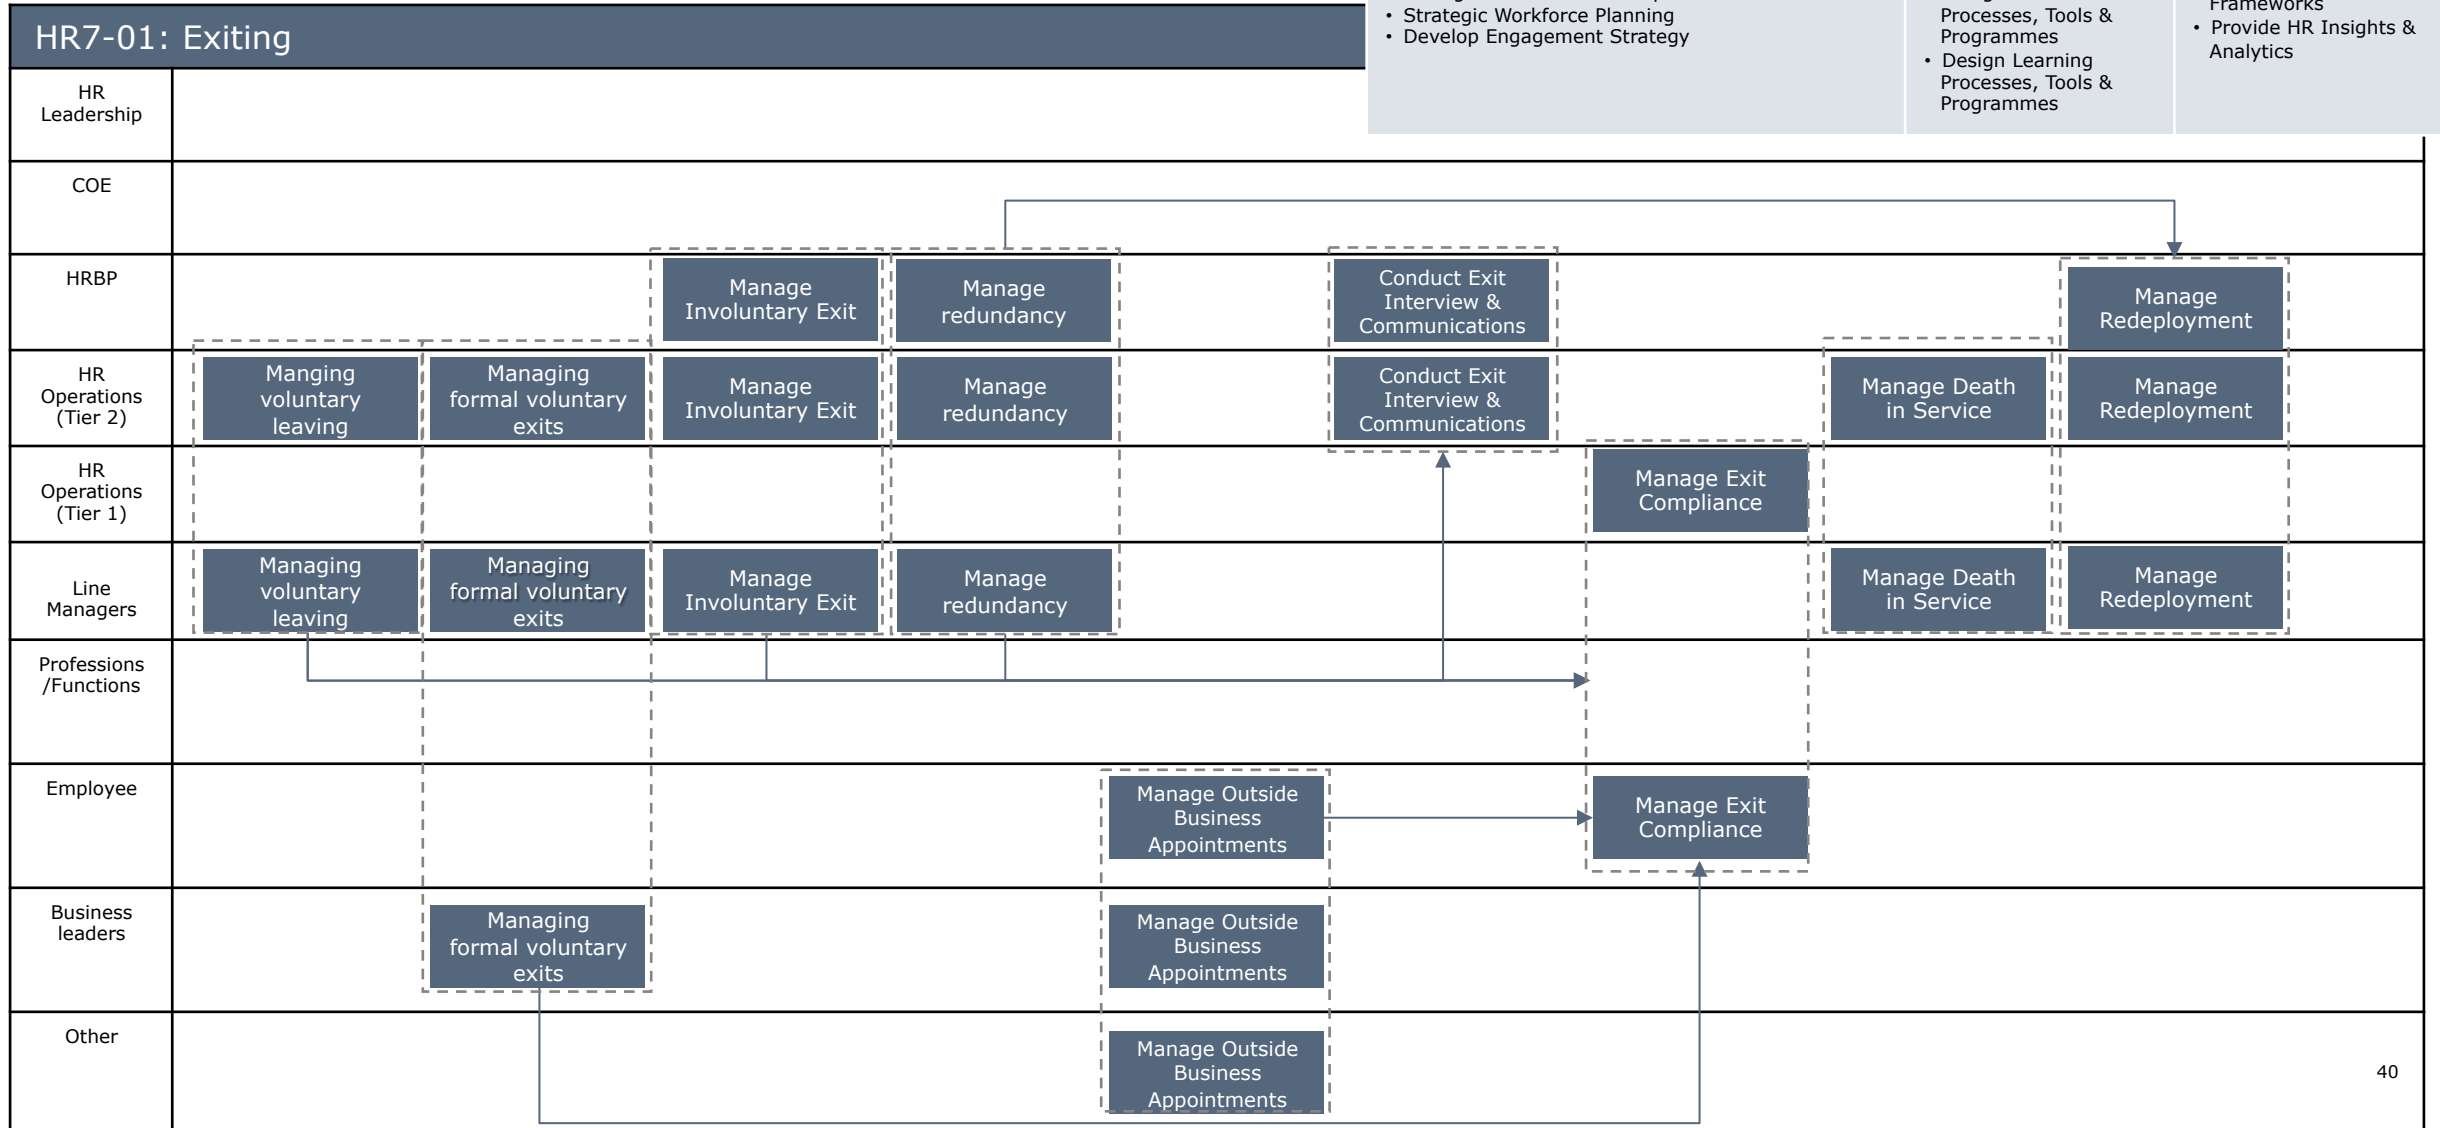 • Strategic Workforce Planning
• Develop Engagement Strategy
Processes, Tools &
Programmes
• Design Learning
Processes, Tools &
Programmes
Frameworks
• Provide HR Insights &
Analytics
HR7-01: Exiting
HR
Leadership
COE
HRBP
Manage
Involuntary Exit
Manage
redundancy
Conduct Exit
Interview &
Communications
Manage
Redeployment
HR
Operations
(Tier 2)
Manging
voluntary
leaving
Managing
formal voluntary
exits
Manage
Involuntary Exit
Manage
redundancy
Conduct Exit
Interview &
Communications
Manage Death
in Service
Manage
Redeployment
HR
Operations
(Tier 1)
Manage Exit
Compliance
Line
Managers
Managing
voluntary
leaving
Managing
formal voluntary
exits
Manage
Involuntary Exit
Manage
redundancy
Manage Death
in Service
Manage
Redeployment
Professions
/Functions
Employee
Manage Outside
Business
Appointments
Manage Exit
Compliance
Business
leaders
Managing
formal voluntary
exits
Manage Outside
Business
Appointments
Other
Manage Outside
Business
Appointments
40